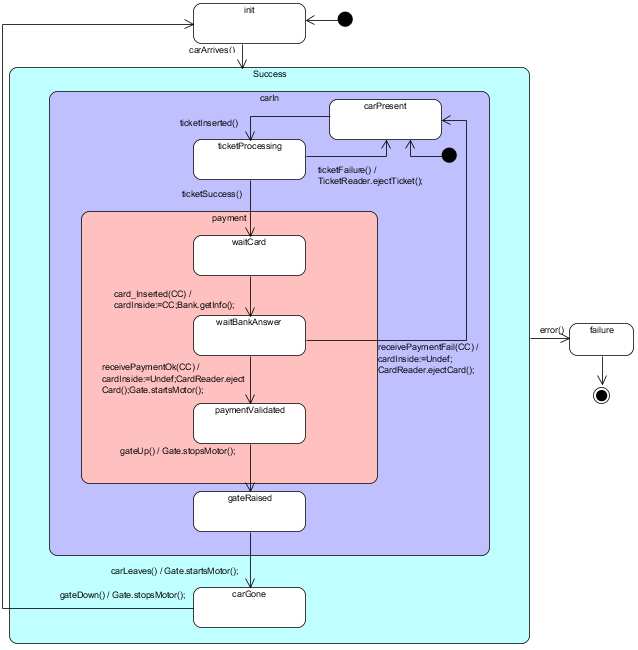 init
carArrives()
Success
carIn
carPresent
ticketInserted()
ticketProcessing
ticketFailure() /
TicketReader.ejectTicket();
ticketSuccess()
payment
waitCard
card_Inserted(CC) /
cardInside:=CC;Bank.getInfo();
waitBankAnswer
error()
failure
receivePaymentFail(CC) /
cardInside:=Undef;
CardReader.ejectCard();
receivePaymentOk(CC) /
cardInside:=Undef;CardReader.eject
Card();Gate.startsMotor();
paymentValidated
gateUp() / Gate.stopsMotor();
gateRaised
carLeaves() / Gate.startsMotor();
gateDown() / Gate.stopsMotor();
carGone